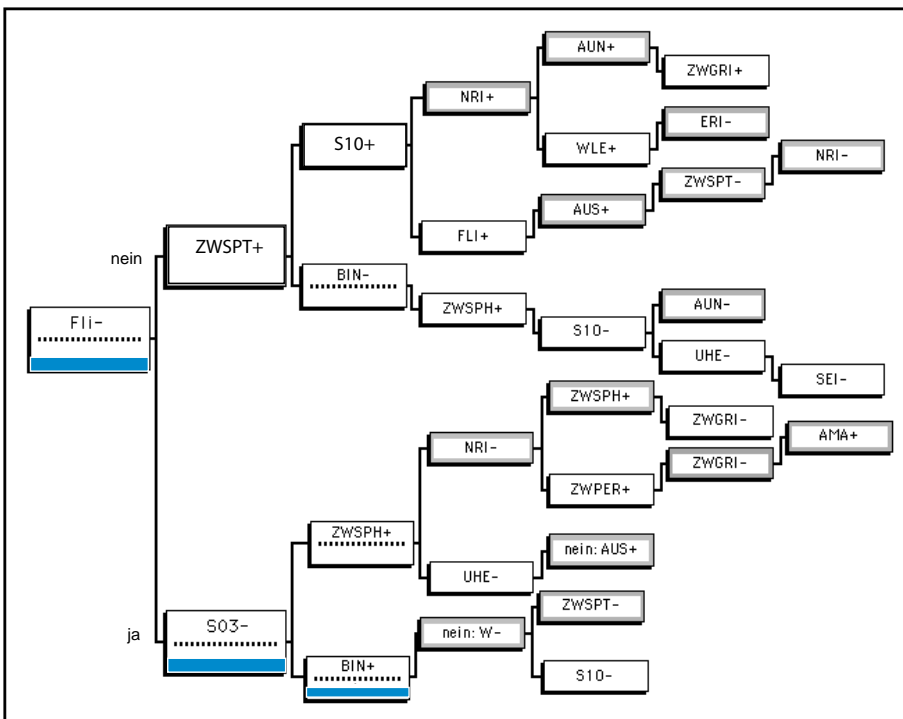 AUN+
ZWGRI+
NRI+
ERI-
S10+
WLE+
NRI-
ZWSPT-
AUS+
FLI+
nein
ZWSPT+
BIN-
ZWSPH+
AUN-
S10-
Fli-
UHE-
SEI-
ZWSPH+
ZWGRI-
AMA+
NRI-
ZWGRI-
ZWPER+
ZWSPH+
nein: AUS+
UHE-
ZWSPT-
ja
S03-
nein: W-
BIN+
S10-